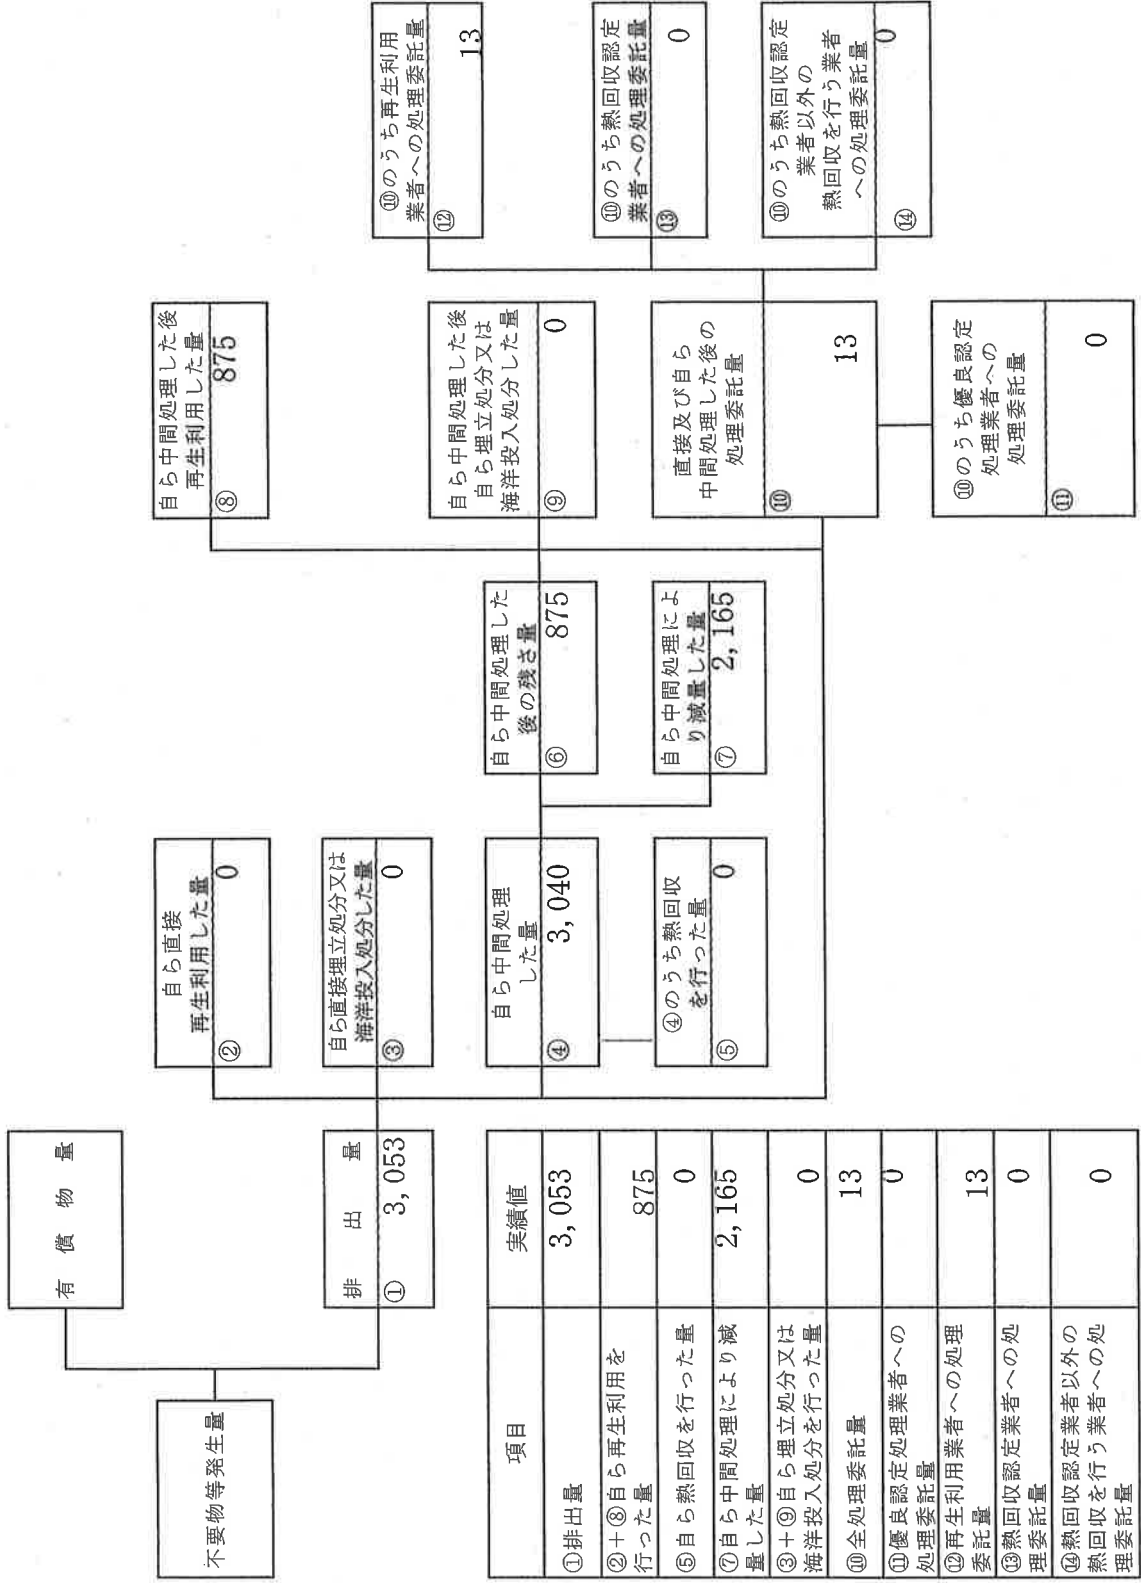 不要物等発生量
有償物量
排出量
① 3,053
自ら直接
再生利用した量
② 0
自ら直接埋立処分又は
海洋投入処分した量
③ 0
自ら中間処理
した量
④ 3,040
④のうち熱回収
を行った量
⑤ 0
自ら中間処理した
後の残さ量
⑥ 875
自ら中間処理によ
り減量した量
⑦ 2,165
自ら中間処理した後
再生利用した量
⑧ 875
自ら中間処理した後
自ら埋立処分又は
海洋投入処分した量
⑨ 0
直接及び自ら
中間処理した後の
処理委託量
⑩ 13
⑩のうち優良認定
処理業者への
処理委託量
⑪ 0
⑩のうち再生利用
業者への処理委託量
⑫ 13
⑩のうち熱回収認定
業者への処理委託量
⑬ 0
⑩のうち熱回収認定
業者以外の
熱回収を行う業者
への処理委託量
⑭ 0
項目 実績値
①排出量 3,053
②+⑧自ら再生利用を
行った量 875
⑤自ら熱回収を行った量 0
⑦自ら中間処理により減
量した量 2,165
③+⑨自ら埋立処分又は
海洋投入処分を行った量 0
⑩全処理委託量 13
⑪優良認定処理業者への
処理委託量 0
⑫再生利用業者への処理
委託量 13
⑬熱回収認定業者への処
理委託量 0
⑭熱回収認定業者以外の
熱回収を行う業者への処
理委託量 0